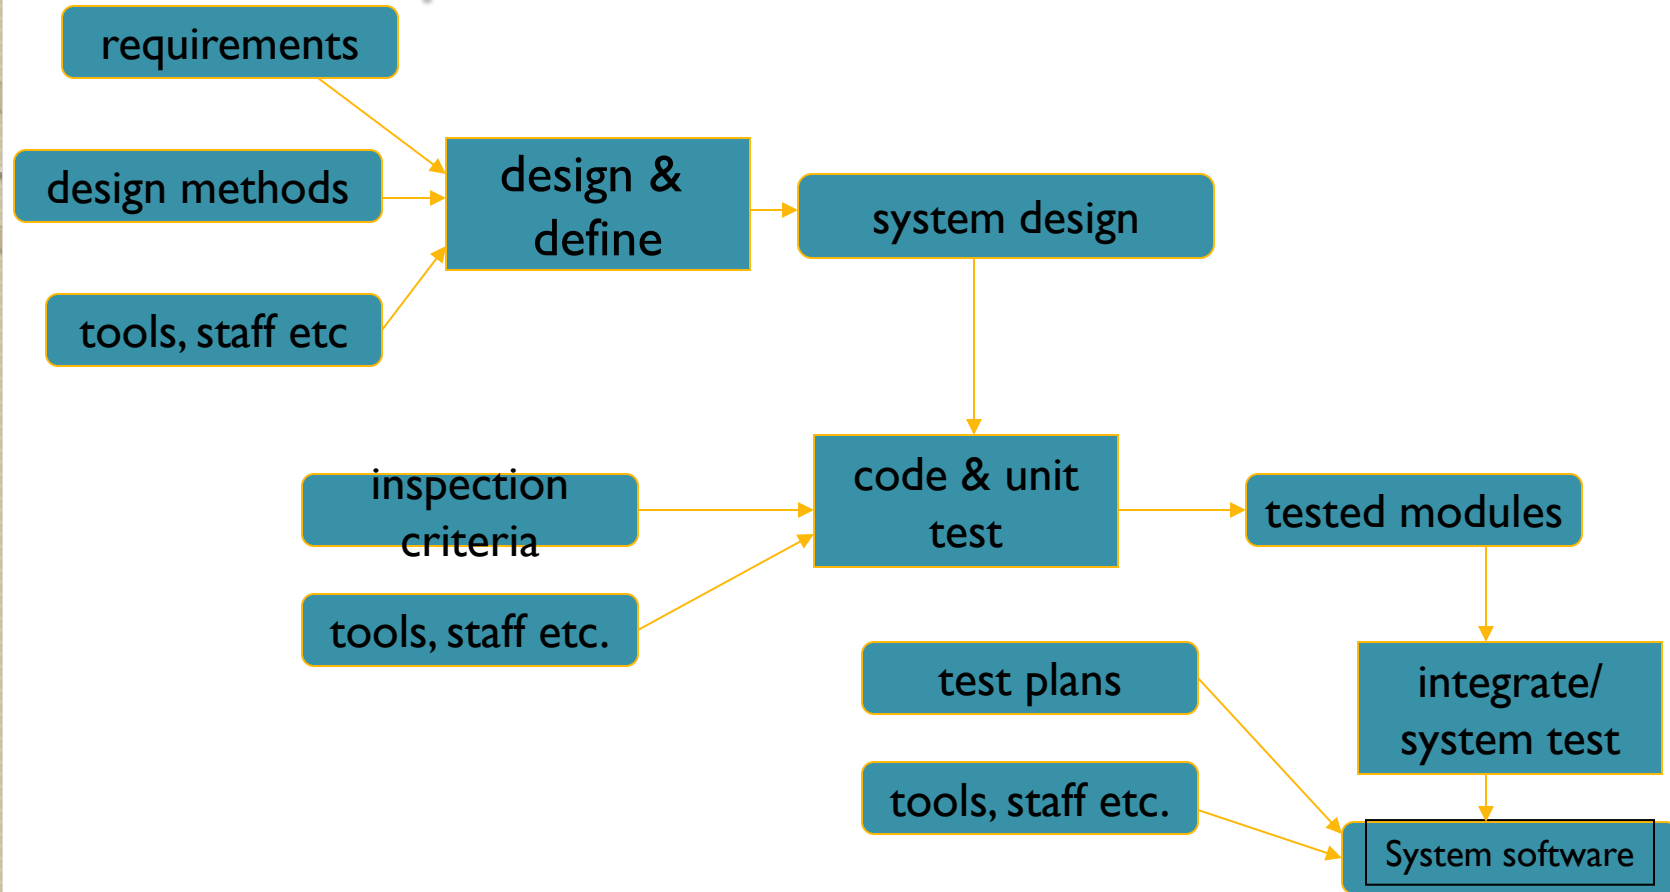 requirements
design methods
design &
define
system design
tools, staff etc
inspection
criteria
code & unit
test
tested modules
tools, staff etc.
test plans
integrate/
system test
tools, staff etc.
System software